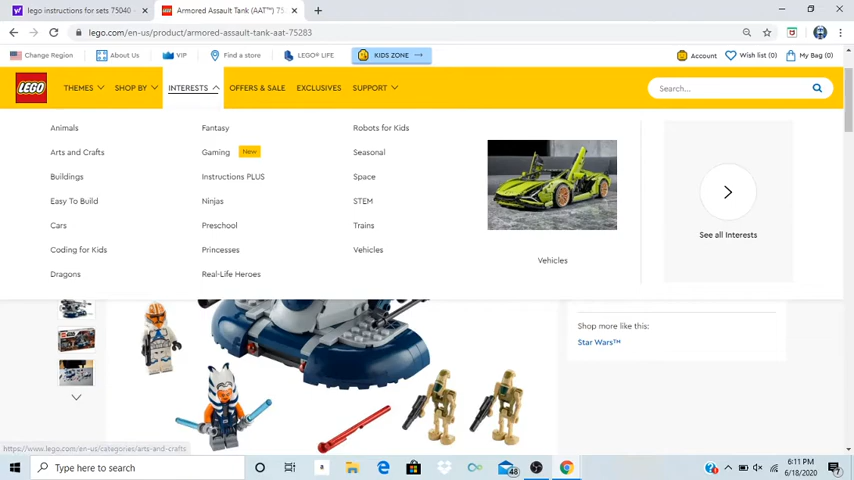 lego instructions for sets 75040
Armored Assault Tank (AAT)™ 75
lego.com/en-us/product/armored-assault-tank-aat-75283
Change Region About Us VIP Find a store LEGO® LIFE KIDS ZONE Account Wish list (0) My Bag (0)
LEGO THEMES SHOP BY INTERESTS OFFERS & SALE EXCLUSIVES SUPPORT Search...
Animals Fantasy Robots for Kids
Arts and Crafts Gaming New Seasonal
Buildings Instructions PLUS Space
Easy To Build Ninjas STEM
Cars Preschool Trains
Coding for Kids Princesses Vehicles
Dragons Real-Life Heroes
Vehicles
See all Interests
Shop more like this:
Star Wars™
https://www.lego.com/en-us/categories/arts-and-crafts
Type here to search
48
6:11 PM
6/18/2020
7